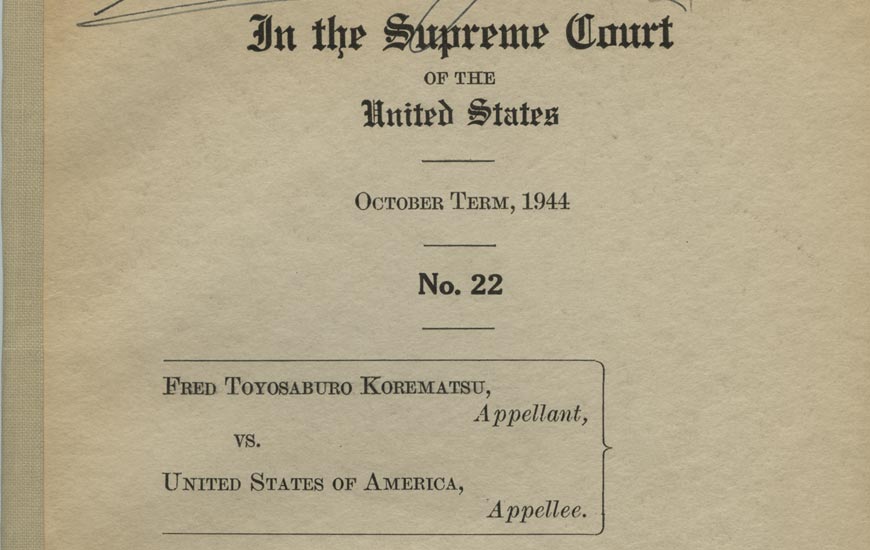 In the Supreme Court
OF THE
United States
OCTOBER TERM, 1944
No. 22
FRED TOYOSABURO KOREMATSU,
Appellant,
vs.
UNITED STATES OF AMERICA,
Appellee.